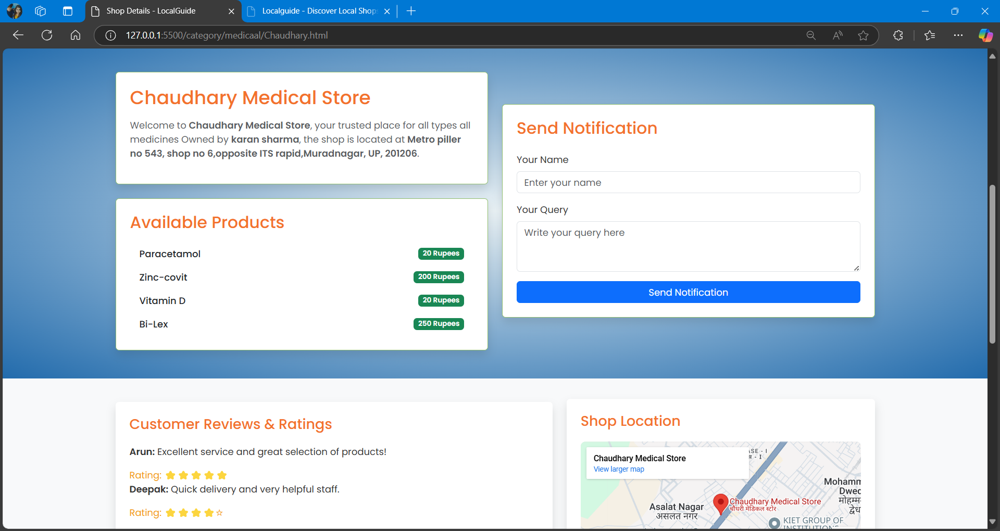 Shop Details - LocalGuide
Localguide - Discover Local Shop
127.0.0.1:5500/category/medicaal/Chaudhary.html
Chaudhary Medical Store
Welcome to Chaudhary Medical Store, your trusted place for all types all
medicines Owned by karan sharma, the shop is located at Metro piller
no 543, shop no 6,opposite ITS rapid,Muradnagar, UP, 201206.
Available Products
Paracetamol 20 Rupees
Zinc-covit 200 Rupees
Vitamin D 20 Rupees
Bi-Lex 250 Rupees
Send Notification
Your Name
Enter your name
Your Query
Write your query here
Send Notification
Customer Reviews & Ratings
Arun: Excellent service and great selection of products!
Rating:
Deepak: Quick delivery and very helpful staff.
Rating:
Shop Location
Chaudhary Medical Store
View larger map
ASE - I
Asalat Nagar
असलत नगर
Chaudhary Medical Store
चौधरी मेडिकल स्टोर
KIET GROUP OF